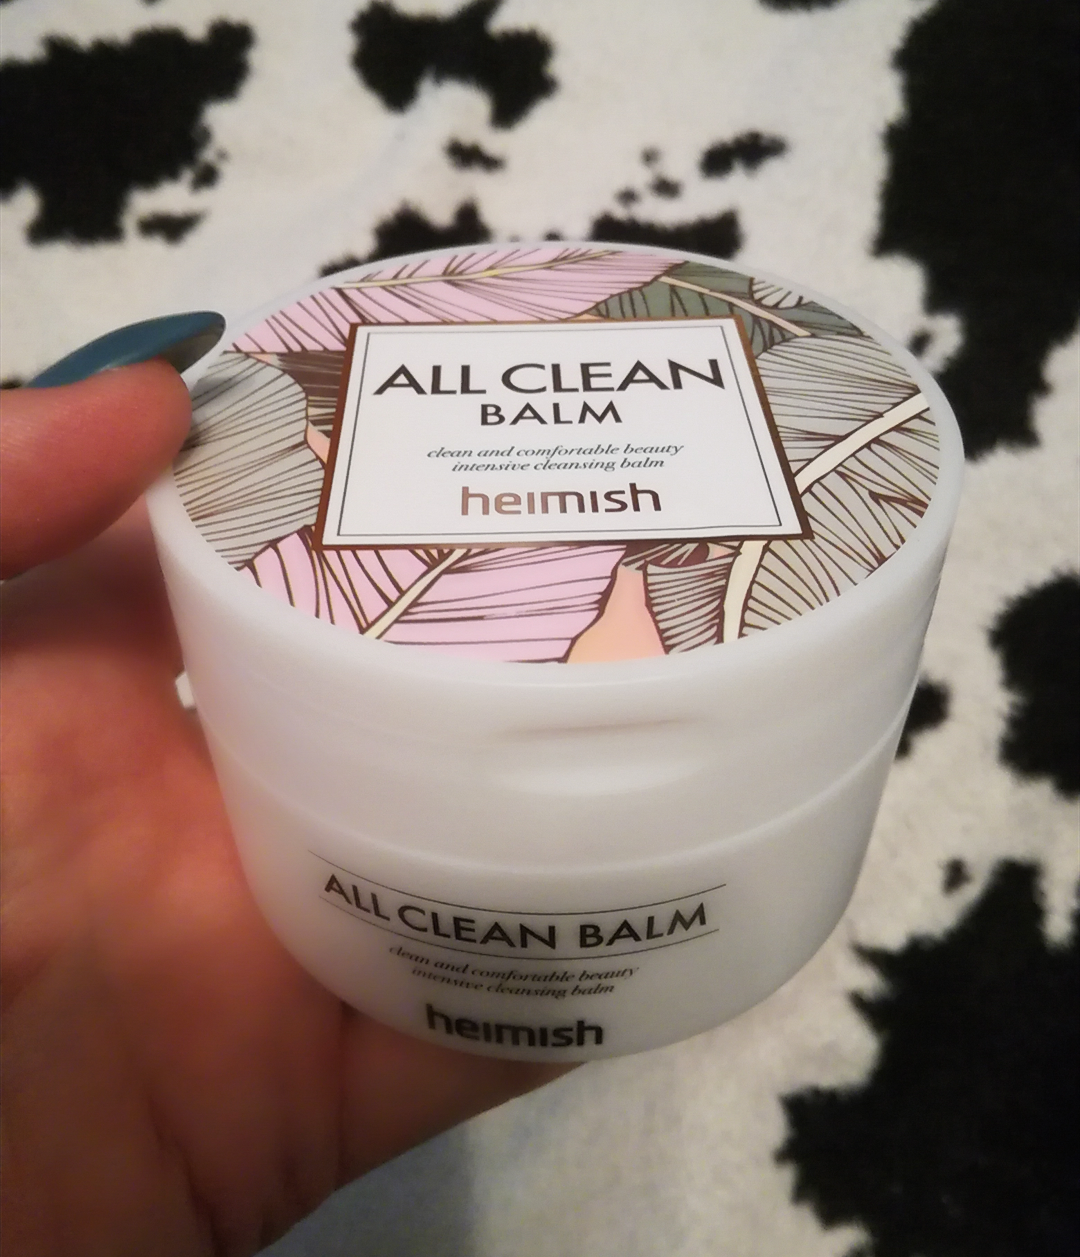 ALL CLEAN
BALM
clean and comfortable beauty
intensive cleansing balm
heimish
ALL CLEAN BALM
clean and comfortable beauty
intensive cleansing balm
heimish